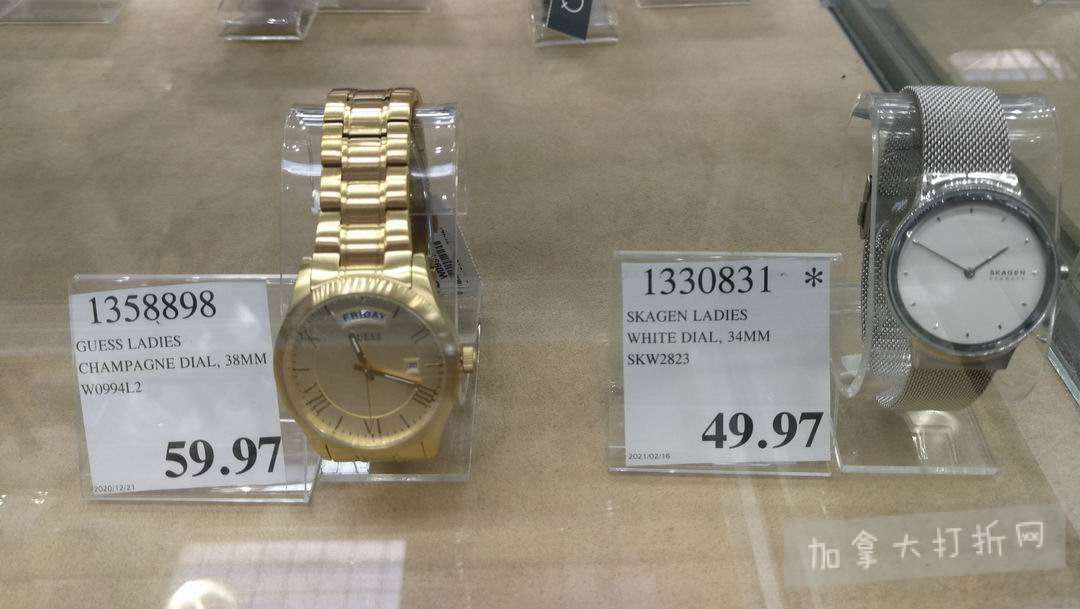 1358898
GUESS LADIES
CHAMPAGNE DIAL, 38MM
W0994L2
59.97
2020/12/21
FRIDAY
GUESS
1330831 *
SKAGEN LADIES
WHITE DIAL, 34MM
SKW2823
49.97
2021/02/16
SKAGEN
加拿大打折网